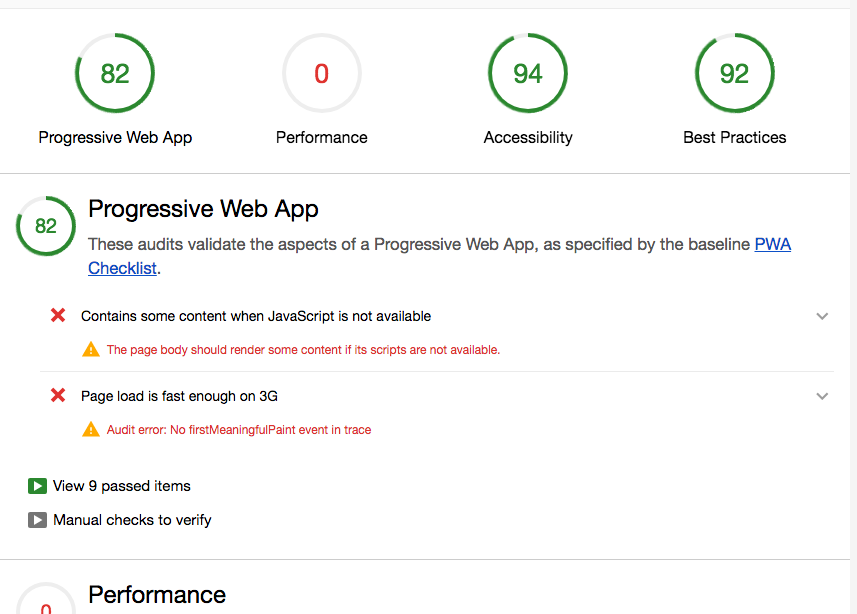 82
0
94
92
Progressive Web App
Performance
Accessibility
Best Practices
82
Progressive Web App
These audits validate the aspects of a Progressive Web App, as specified by the baseline PWA
Checklist.
Contains some content when JavaScript is not available
The page body should render some content if its scripts are not available.
Page load is fast enough on 3G
Audit error: No firstMeaningfulPaint event in trace
View 9 passed items
Manual checks to verify
0
Performance